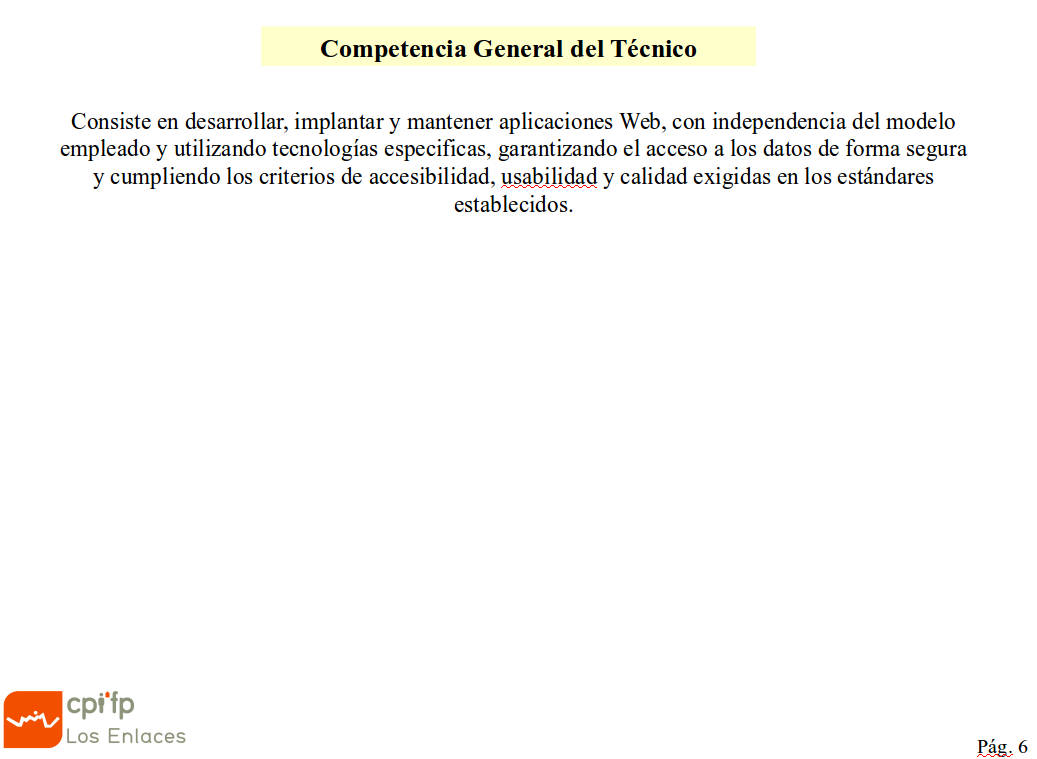 Competencia General del Técnico
Consiste en desarrollar, implantar y mantener aplicaciones Web, con independencia del modelo
empleado y utilizando tecnologías especificas, garantizando el acceso a los datos de forma segura
y cumpliendo los criterios de accesibilidad, usabilidad y calidad exigidas en los estándares
establecidos.
cpi'fp
Los Enlaces
Pág. 6